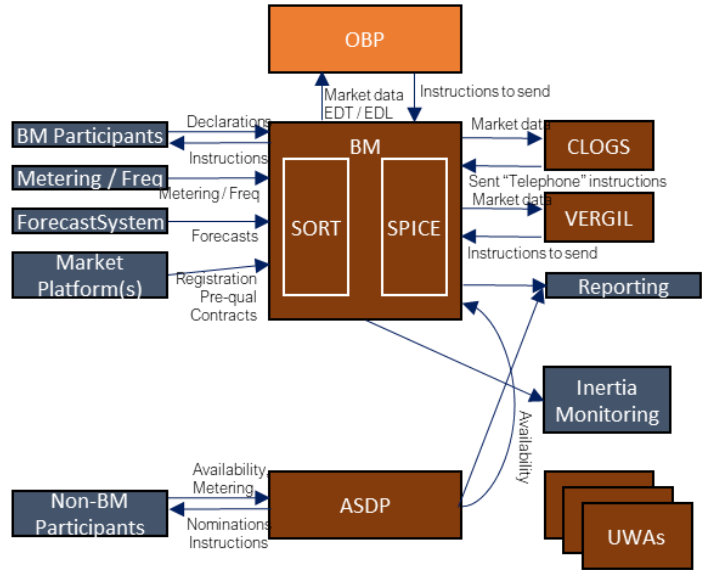 OBP
Market data
EDT / EDL
Instructions to send
Declarations
BM Participants
Instructions
BM
Market data
CLOGS
Sent “Telephone” instructions
Metering / Freq
Metering / Freq
SORT
SPICE
Market data
VERGIL
ForecastSystem
Forecasts
Instructions to send
Market
Platform(s)
Registration
Pre-qual
Contracts
Reporting
Inertia
Monitoring
Availability
Availability,
Metering
Non-BM
Participants
Nominations
Instructions
ASDP
UWAs